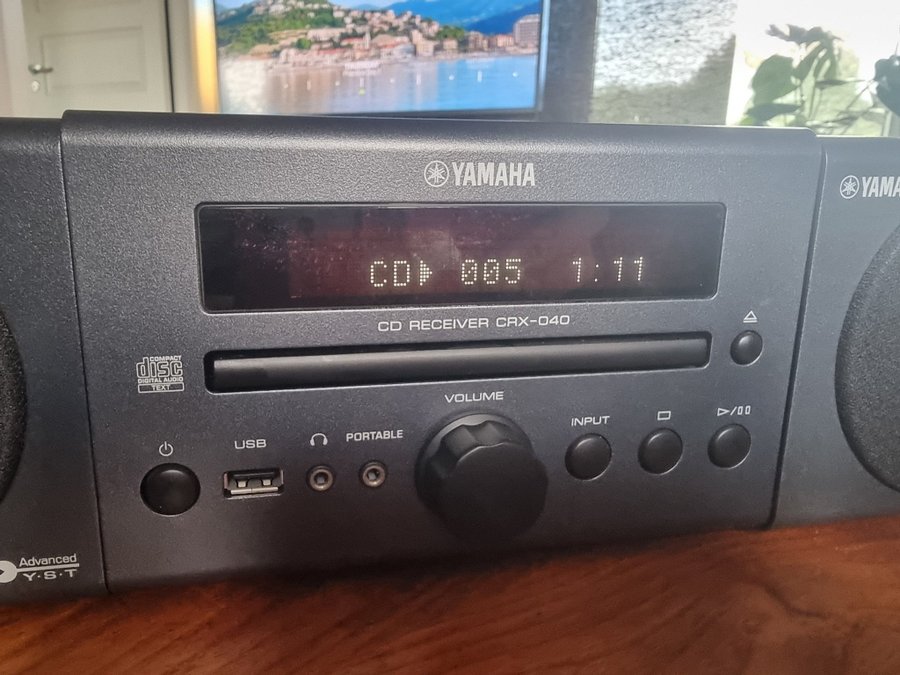 YAMAHA
YAMA
CD 005 1:11
CD RECEIVER CRX-040
COMPACT
disc
DIGITAL AUDIO
TEXT
VOLUME
INPUT
USB
PORTABLE
Advanced
Y·S·T